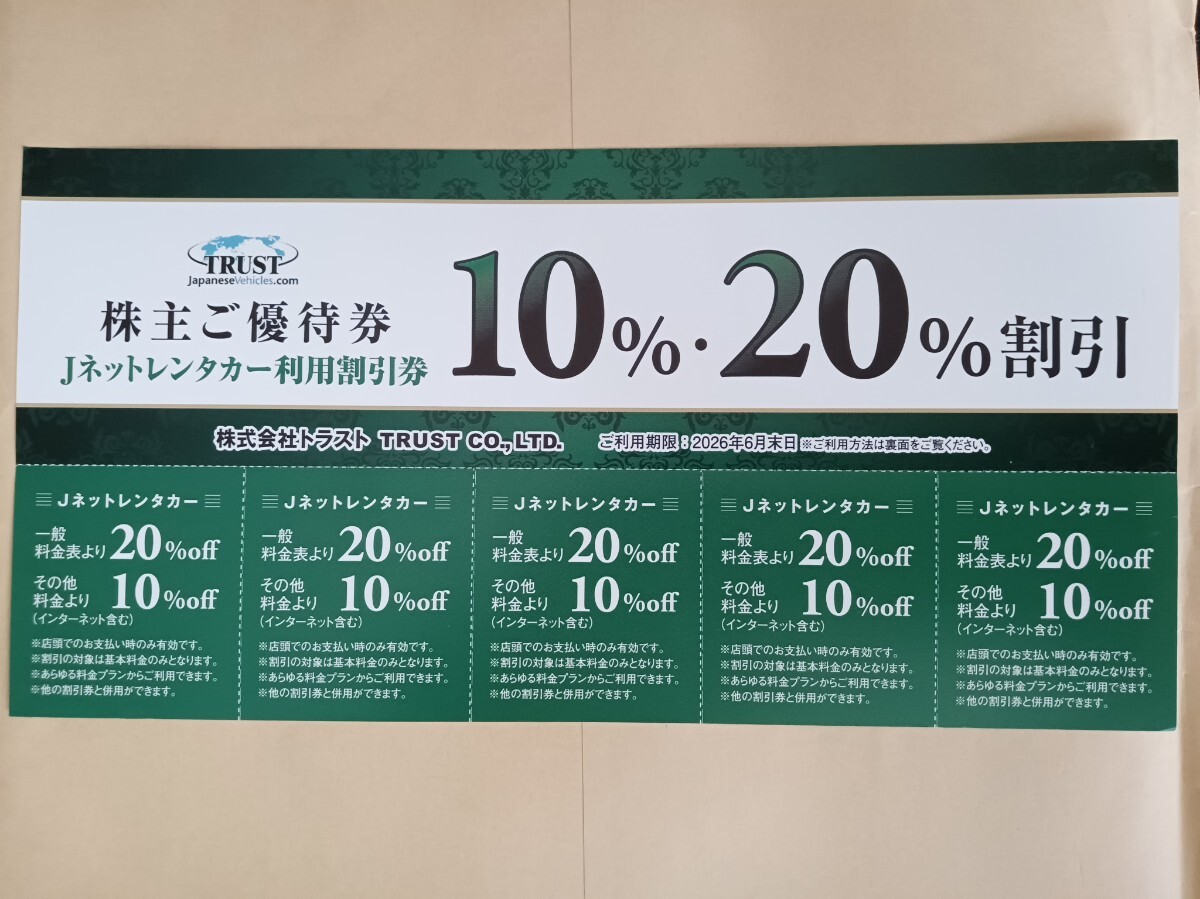 TRUST
JapaneseVehicles.com
株主ご優待券
Jネットレンタカー利用割引券
10%・20%割引
株式会社トラスト TRUST CO., LTD. ご利用期限：2026年6月末日 ※ご利用方法は裏面をご覧ください。
Jネットレンタカー
一般
料金表より 20%off
その他
料金より 10%off
(インターネット含む)
※店頭でのお支払い時のみ有効です。
※割引の対象は基本料金のみとなります。
※あらゆる料金プランからご利用できます。
※他の割引券と併用ができます。
Jネットレンタカー
一般
料金表より 20%off
その他
料金より 10%off
(インターネット含む)
※店頭でのお支払い時のみ有効です。
※割引の対象は基本料金のみとなります。
※あらゆる料金プランからご利用できます。
※他の割引券と併用ができます。
Jネットレンタカー
一般
料金表より 20%off
その他
料金より 10%off
(インターネット含む)
※店頭でのお支払い時のみ有効です。
※割引の対象は基本料金のみとなります。
※あらゆる料金プランからご利用できます。
※他の割引券と併用ができます。
Jネットレンタカー
一般
料金表より 20%off
その他
料金より 10%off
(インターネット含む)
※店頭でのお支払い時のみ有効です。
※割引の対象は基本料金のみとなります。
※あらゆる料金プランからご利用できます。
※他の割引券と併用ができます。
Jネットレンタカー
一般
料金表より 20%off
その他
料金より 10%off
(インターネット含む)
※店頭でのお支払い時のみ有効です。
※割引の対象は基本料金のみとなります。
※あらゆる料金プランからご利用できます。
※他の割引券と併用ができます。